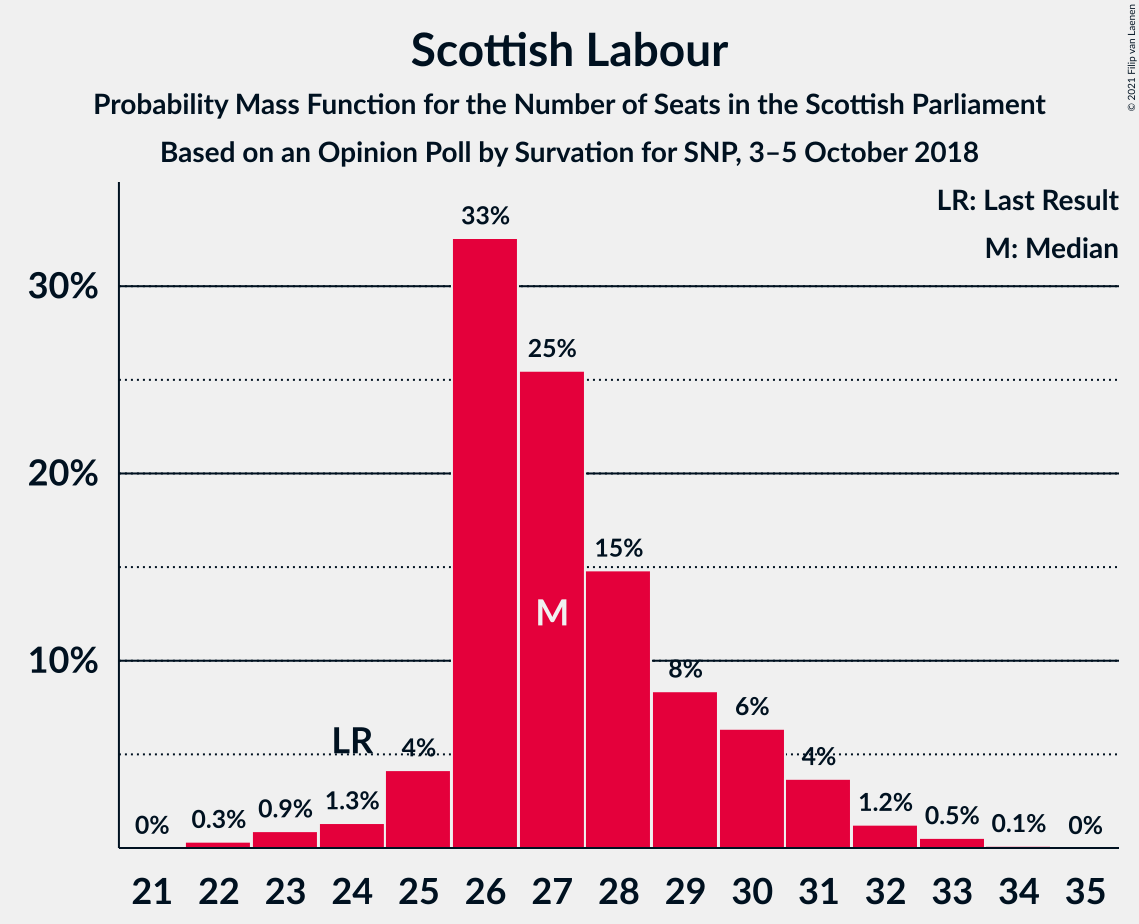 Scottish Labour
Probability Mass Function for the Number of Seats in the Scottish Parliament
Based on an Opinion Poll by Survation for SNP, 3–5 October 2018
© 2021 Filip van Laenen
LR: Last Result
M: Median
33%
30%
25%
20%
15%
M
10%
8%
6%
LR
4%
4%
0%
0.3%
0.9%
1.3%
1.2%
0.5%
0.1%
0%
21 22 23 24 25 26 27 28 29 30 31 32 33 34 35